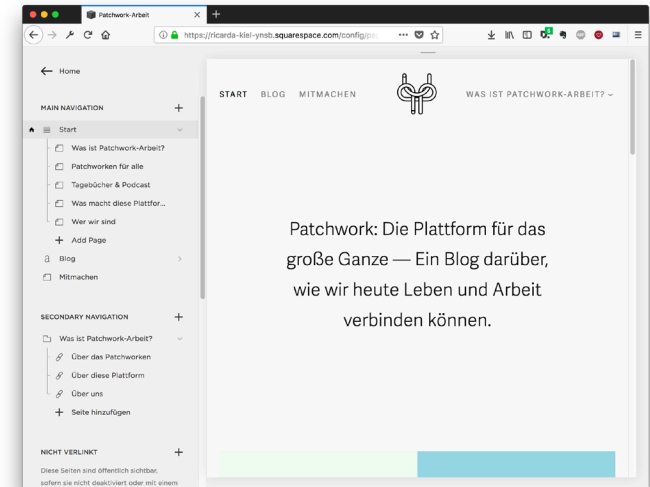 Patchwork-Arbeit
https://ricarda-kiel-ynsb.squarespace.com/config/
Home
MAIN NAVIGATION
Start
Was ist Patchwork-Arbeit?
Patchworken für alle
Tagebücher & Podcast
Was macht diese Plattfor...
Wer wir sind
Add Page
Blog
Mitmachen
SECONDARY NAVIGATION
Was ist Patchwork-Arbeit?
Über das Patchworken
Über diese Plattform
Über uns
Seite hinzufügen
NICHT VERLINKT
Diese Seiten sind öffentlich sichtbar,
sofern sie nicht deaktiviert oder mit einem
START BLOG MITMACHEN WAS IST PATCHWORK-ARBEIT?
Patchwork: Die Plattform für das
große Ganze — Ein Blog darüber,
wie wir heute Leben und Arbeit
verbinden können.